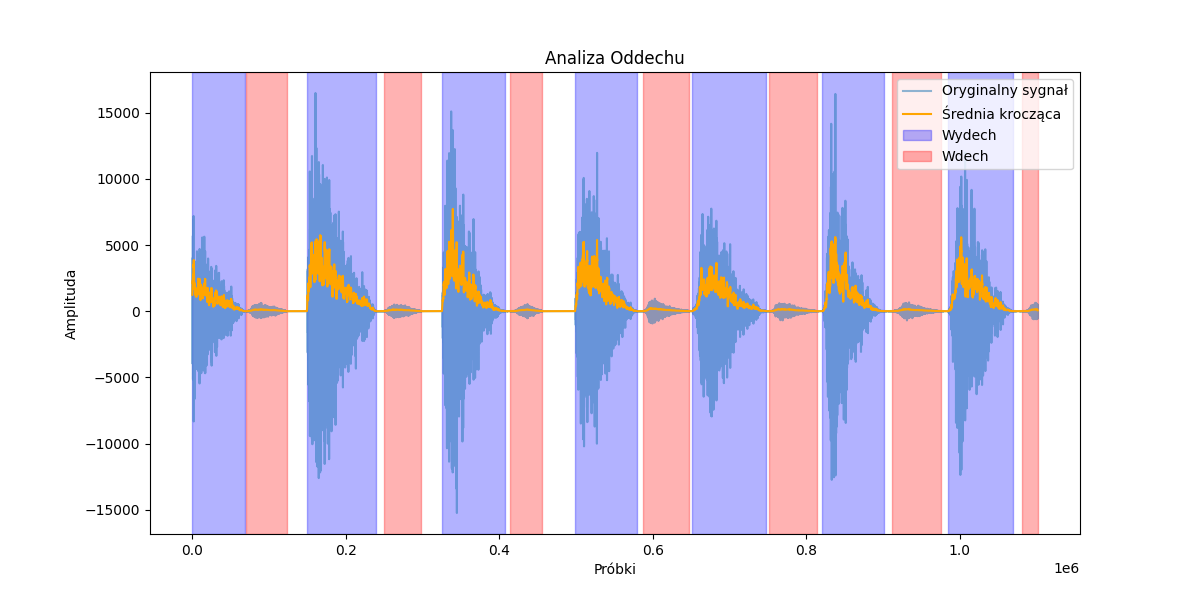 Analiza Oddechu
Oryginalny sygnał
Średnia krocząca
Wydech
Wdech
Amplituda
15000
10000
5000
0
−5000
−10000
−15000
0.0 0.2 0.4 0.6 0.8 1.0
1e6
Próbki